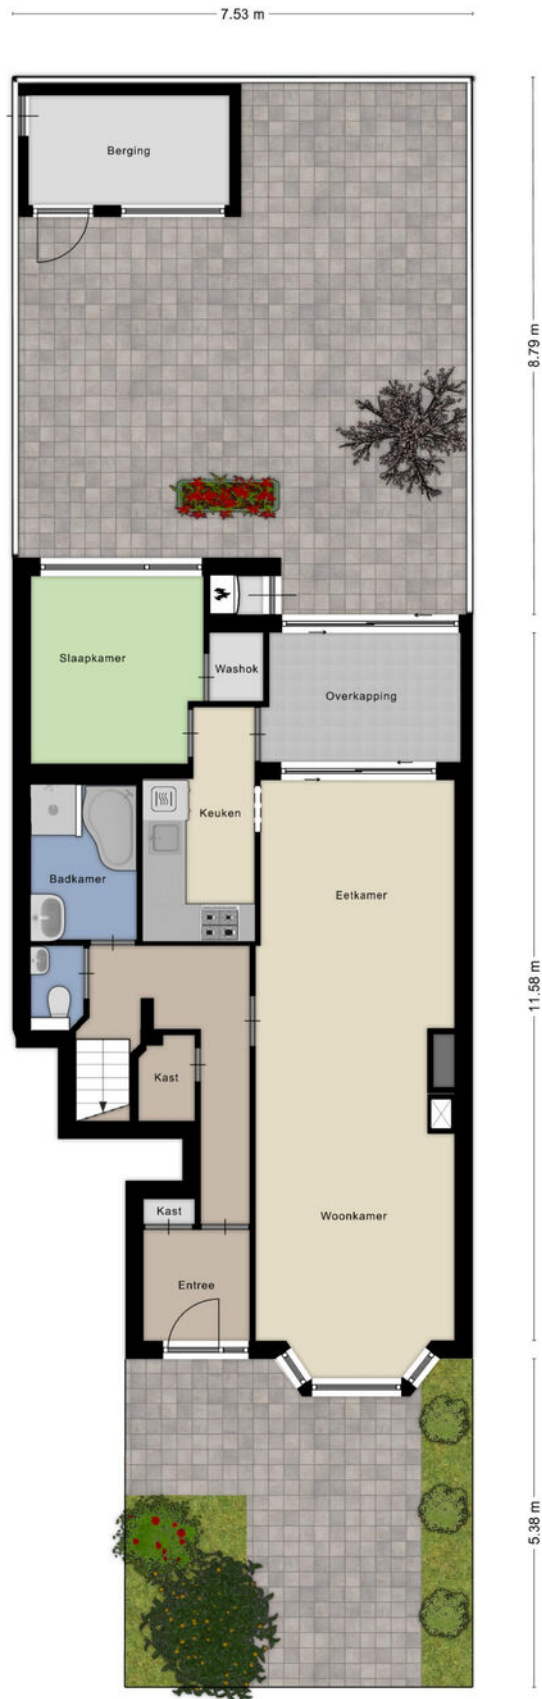 7.53 m
Berging
8.79 m
Slaapkamer
Washok
Overkapping
Keuken
Badkamer
Eetkamer
11.58 m
Kast
Kast
Woonkamer
Entree
5.38 m